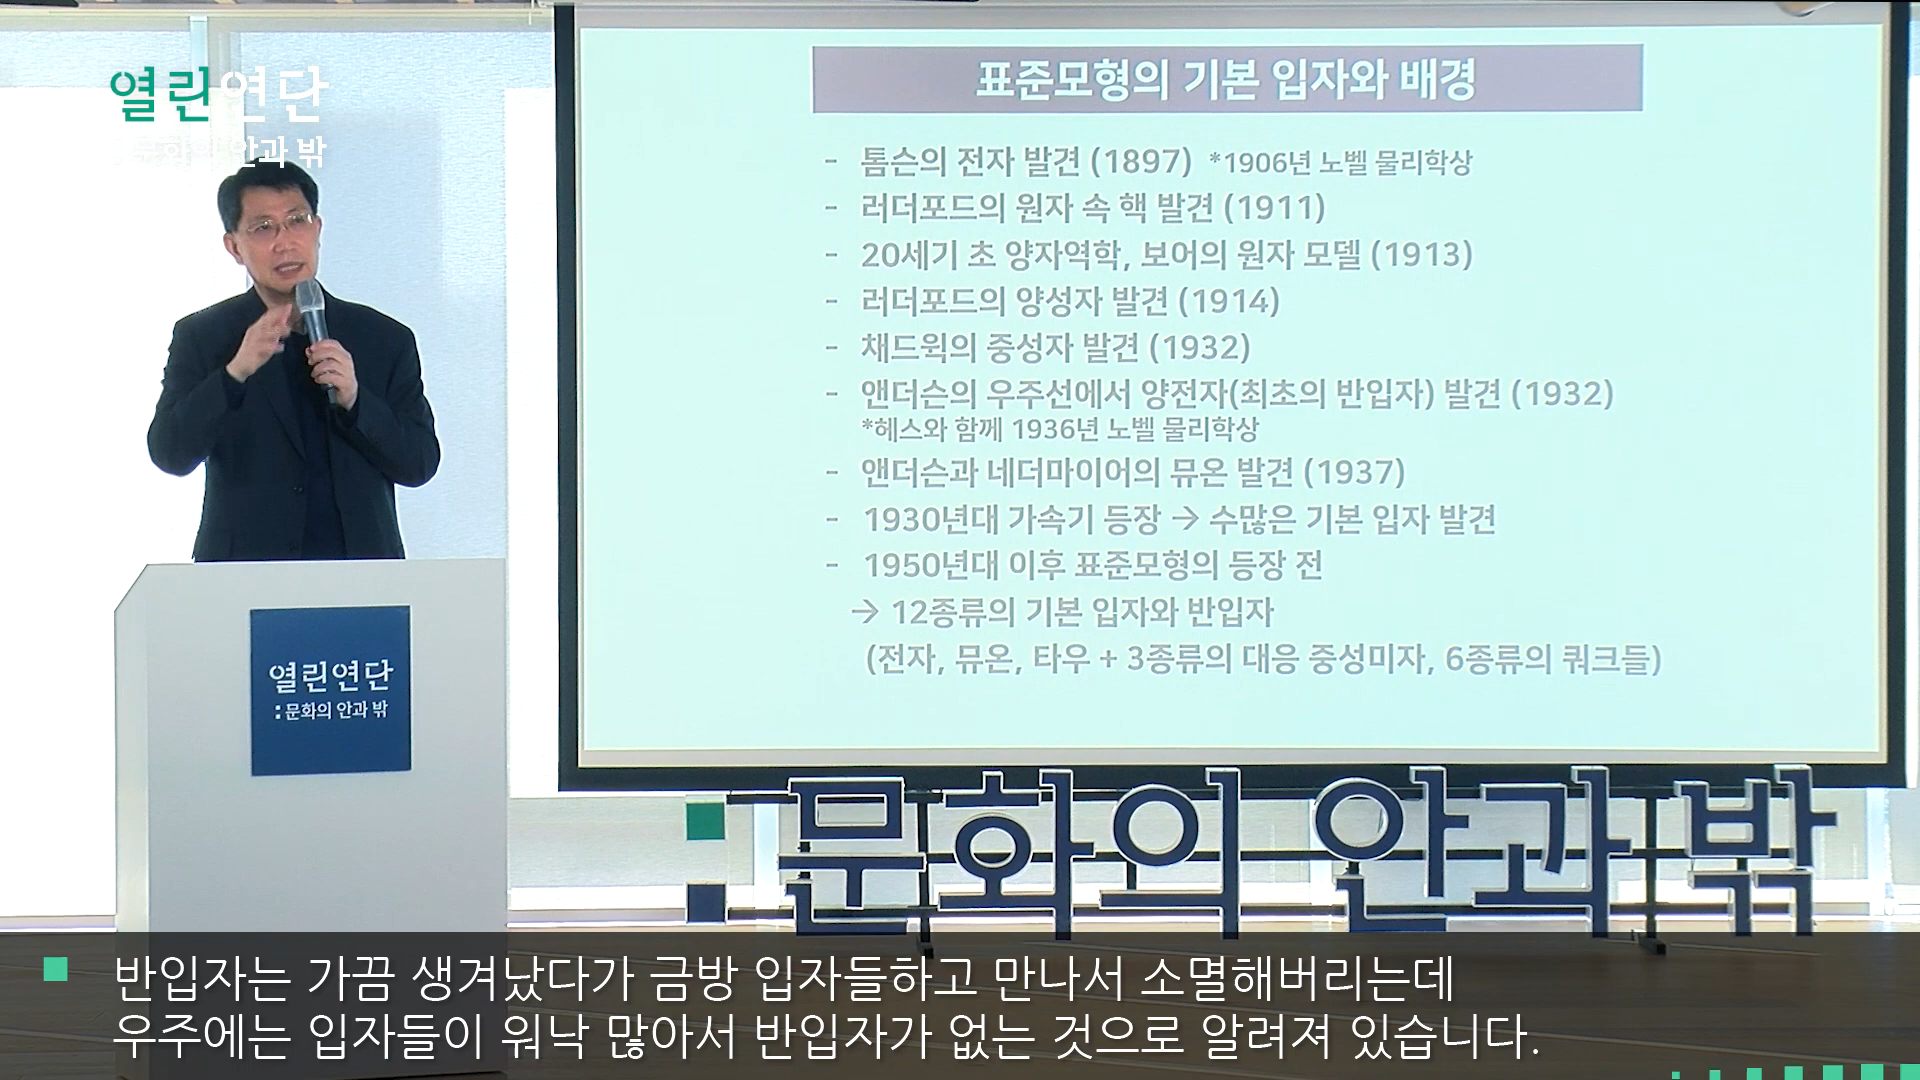 열린연단
:문화의 안과 밖
표준모형의 기본 입자와 배경
- 톰슨의 전자 발견 (1897) *1906년 노벨 물리학상
- 러더포드의 원자 속 핵 발견 (1911)
- 20세기 초 양자역학, 보어의 원자 모델 (1913)
- 러더포드의 양성자 발견 (1914)
- 채드윅의 중성자 발견 (1932)
- 앤더슨의 우주선에서 양전자(최초의 반입자) 발견 (1932)
*헤스와 함께 1936년 노벨 물리학상
- 앤더슨과 네더마이어의 뮤온 발견 (1937)
- 1930년대 가속기 등장 → 수많은 기본 입자 발견
- 1950년대 이후 표준모형의 등장 전
→ 12종류의 기본 입자와 반입자
(전자, 뮤온, 타우 + 3종류의 대응 중성미자, 6종류의 쿼크들)
열린연단
:문화의 안과 밖
:문화의 안과 밖
반입자는 가끔 생겨났다가 금방 입자들하고 만나서 소멸해버리는데
우주에는 입자들이 워낙 많아서 반입자가 없는 것으로 알려져 있습니다.